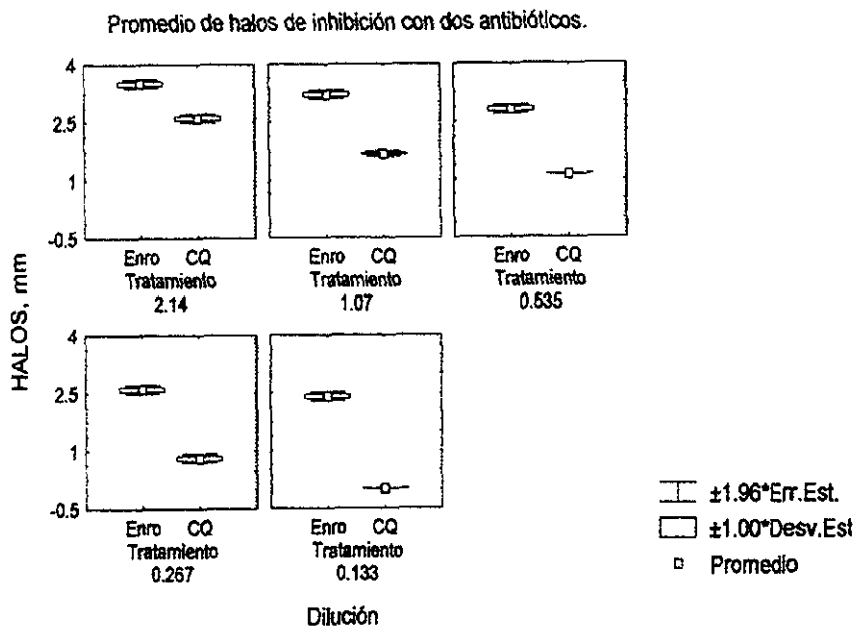 Promedio de halos de inhibición con dos antibióticos.
HALOS, mm
4
2.5
1
-0.5
Enro CQ
Tratamiento
2.14
Enro CQ
Tratamiento
1.07
Enro CQ
Tratamiento
0.535
4
2.5
1
-0.5
Enro CQ
Tratamiento
0.267
Enro CQ
Tratamiento
0.133
Dilución
±1.96*Err.Est.
±1.00*Desv.Est
Promedio